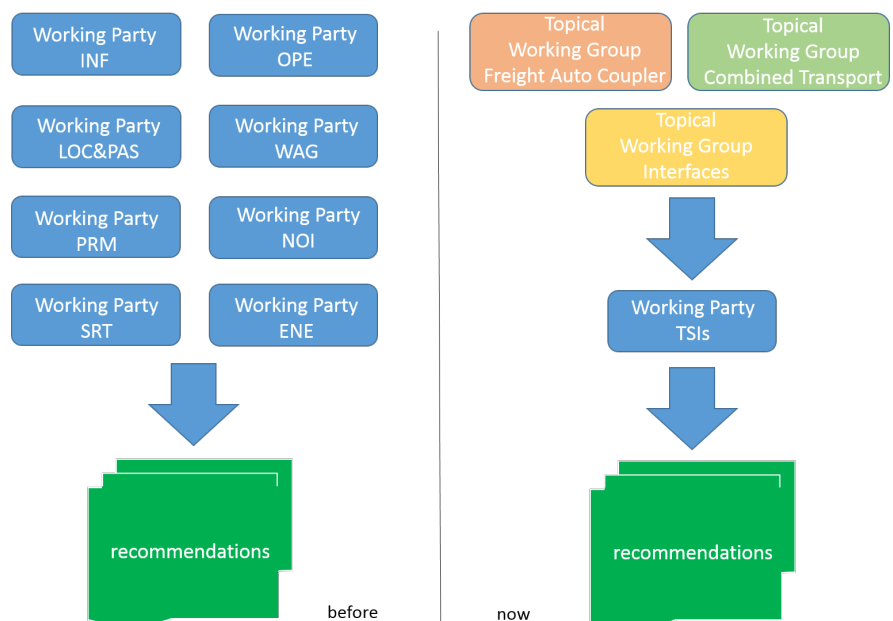 Working Party
INF
Working Party
OPE
Working Party
LOC&PAS
Working Party
WAG
Working Party
PRM
Working Party
NOI
Working Party
SRT
Working Party
ENE
recommendations
before
Topical
Working Group
Freight Auto Coupler
Topical
Working Group
Combined Transport
Topical
Working Group
Interfaces
Working Party
TSIs
recommendations
now